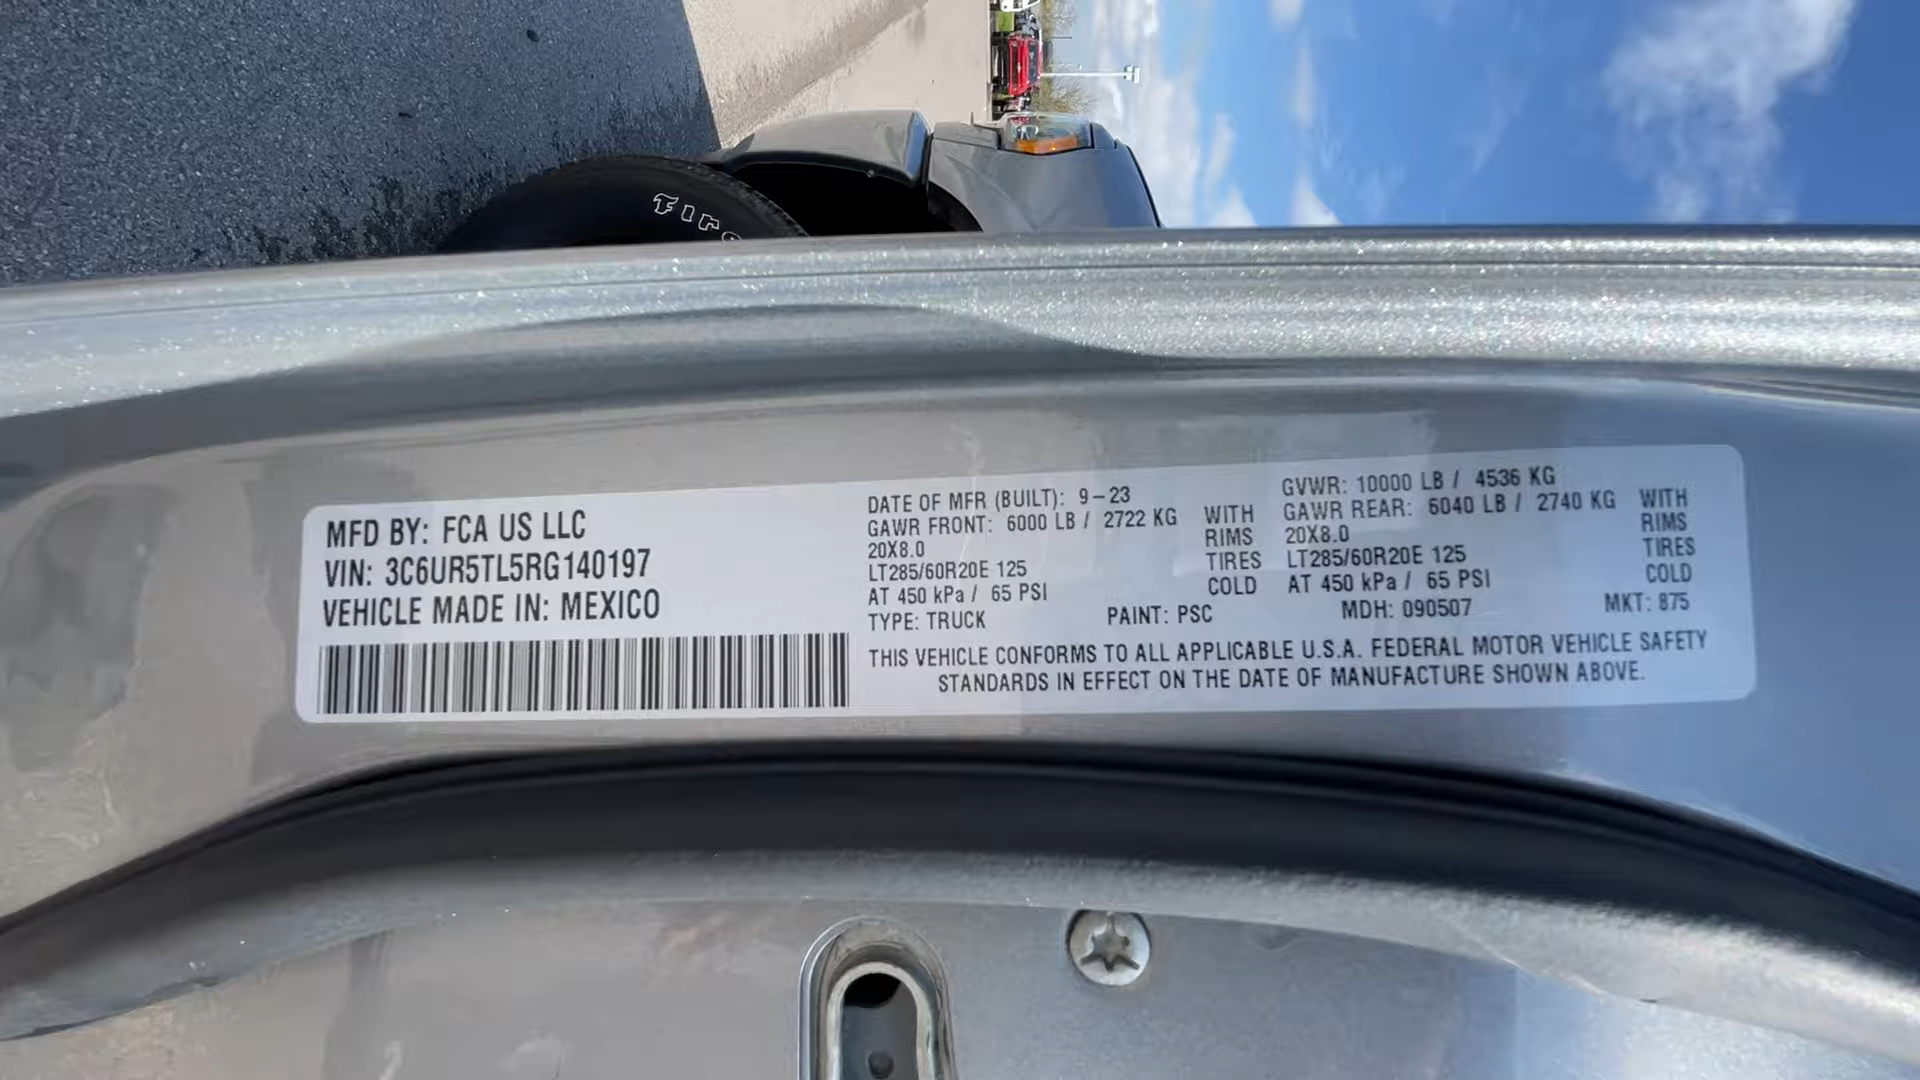 Fire
MFD BY: FCA US LLC
VIN: 3C6UR5TL5RG140197
VEHICLE MADE IN: MEXICO
DATE OF MFR (BUILT): 9-23
GAWR FRONT: 6000 LB / 2722 KG WITH
20X8.0 RIMS
LT285/60R20E 125 TIRES
AT 450 kPa / 65 PSI COLD
GVWR: 10000 LB / 4536 KG
GAWR REAR: 6040 LB / 2740 KG WITH
20X8.0 RIMS
LT285/60R20E 125 TIRES
AT 450 kPa / 65 PSI COLD
TYPE: TRUCK PAINT: PSC MDH: 090507 MKT: 875
THIS VEHICLE CONFORMS TO ALL APPLICABLE U.S.A. FEDERAL MOTOR VEHICLE SAFETY
STANDARDS IN EFFECT ON THE DATE OF MANUFACTURE SHOWN ABOVE.